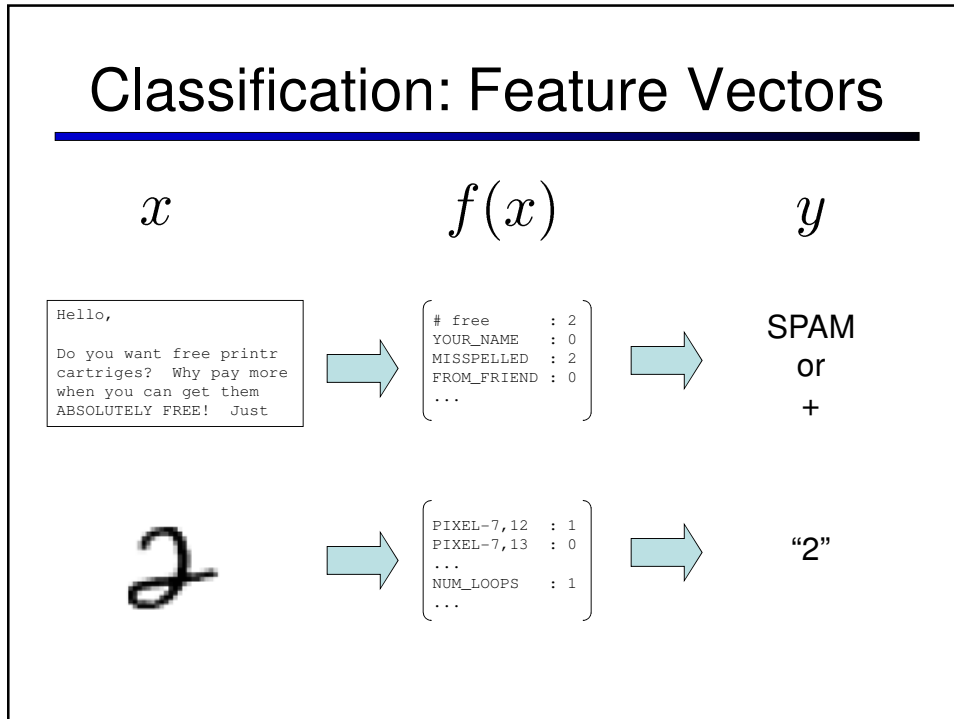 Classification: Feature Vectors
x
f(x)
y
Hello,
Do you want free printr
cartriges?  Why pay more
when you can get them
ABSOLUTELY FREE!  Just
# free : 2
YOUR_NAME : 0
MISSPELLED : 2
FROM_FRIEND : 0
...
SPAM
or
+
2
PIXEL-7,12 : 1
PIXEL-7,13 : 0
...
NUM_LOOPS : 1
...
“2”